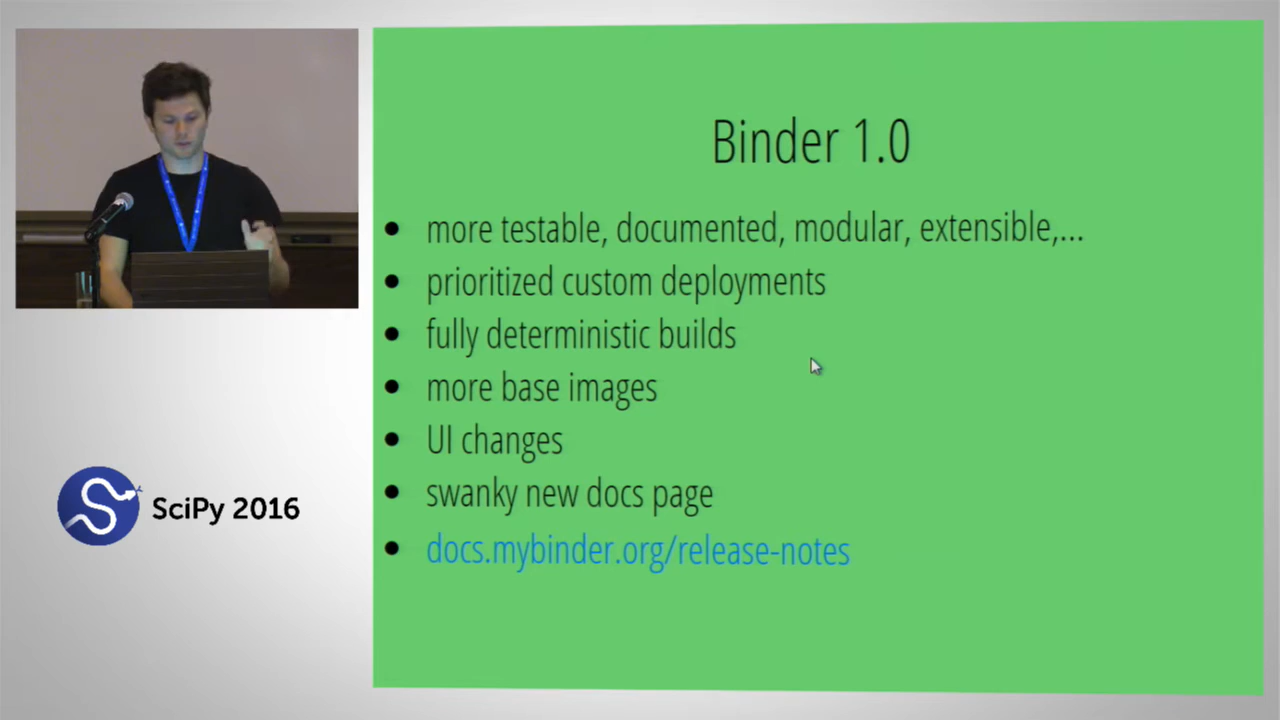 Binder 1.0
more testable, documented, modular, extensible,...
prioritized custom deployments
fully deterministic builds
more base images
UI changes
swanky new docs page
docs.mybinder.org/release-notes
SciPy 2016